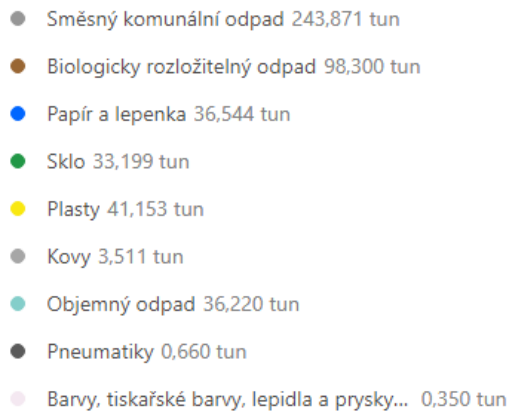 Směsný komunální odpad 243,871 tun
Biologicky rozložitelný odpad 98,300 tun
Papír a lepenka 36,544 tun
Sklo 33,199 tun
Plasty 41,153 tun
Kovy 3,511 tun
Objemný odpad 36,220 tun
Pneumatiky 0,660 tun
Barvy, tiskařské barvy, lepidla a prysky... 0,350 tun